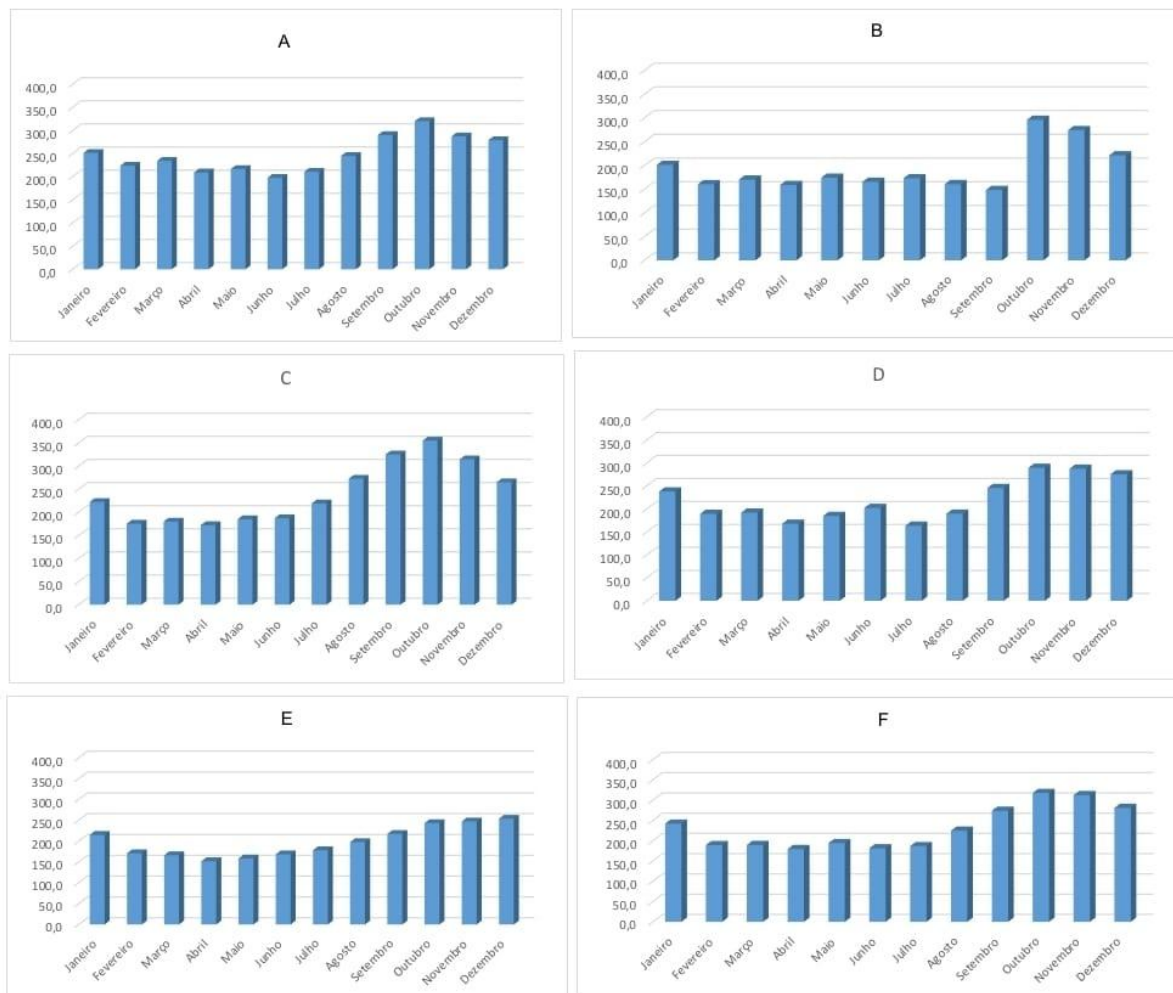 A
400,0
350,0
300,0
250,0
200,0
150,0
100,0
50,0
0,0
Janeiro
Fevereiro
Março
Abril
Maio
Junho
Julho
Agosto
Setembro
Outubro
Novembro
Dezembro
B
400,0
350,0
300,0
250,0
200,0
150,0
100,0
50,0
0,0
Janeiro
Fevereiro
Março
Abril
Maio
Junho
Julho
Agosto
Setembro
Outubro
Novembro
Dezembro
C
400,0
350,0
300,0
250,0
200,0
150,0
100,0
50,0
0,0
Janeiro
Fevereiro
Março
Abril
Maio
Junho
Julho
Agosto
Setembro
Outubro
Novembro
Dezembro
D
400,0
350,0
300,0
250,0
200,0
150,0
100,0
50,0
0,0
Janeiro
Fevereiro
Março
Abril
Maio
Junho
Julho
Agosto
Setembro
Outubro
Novembro
Dezembro
E
400,0
350,0
300,0
250,0
200,0
150,0
100,0
50,0
0,0
Janeiro
Fevereiro
Março
Abril
Maio
Junho
Julho
Agosto
Setembro
Outubro
Novembro
Dezembro
F
400,0
350,0
300,0
250,0
200,0
150,0
100,0
50,0
0,0
Janeiro
Fevereiro
Março
Abril
Maio
Junho
Julho
Agosto
Setembro
Outubro
Novembro
Dezembro